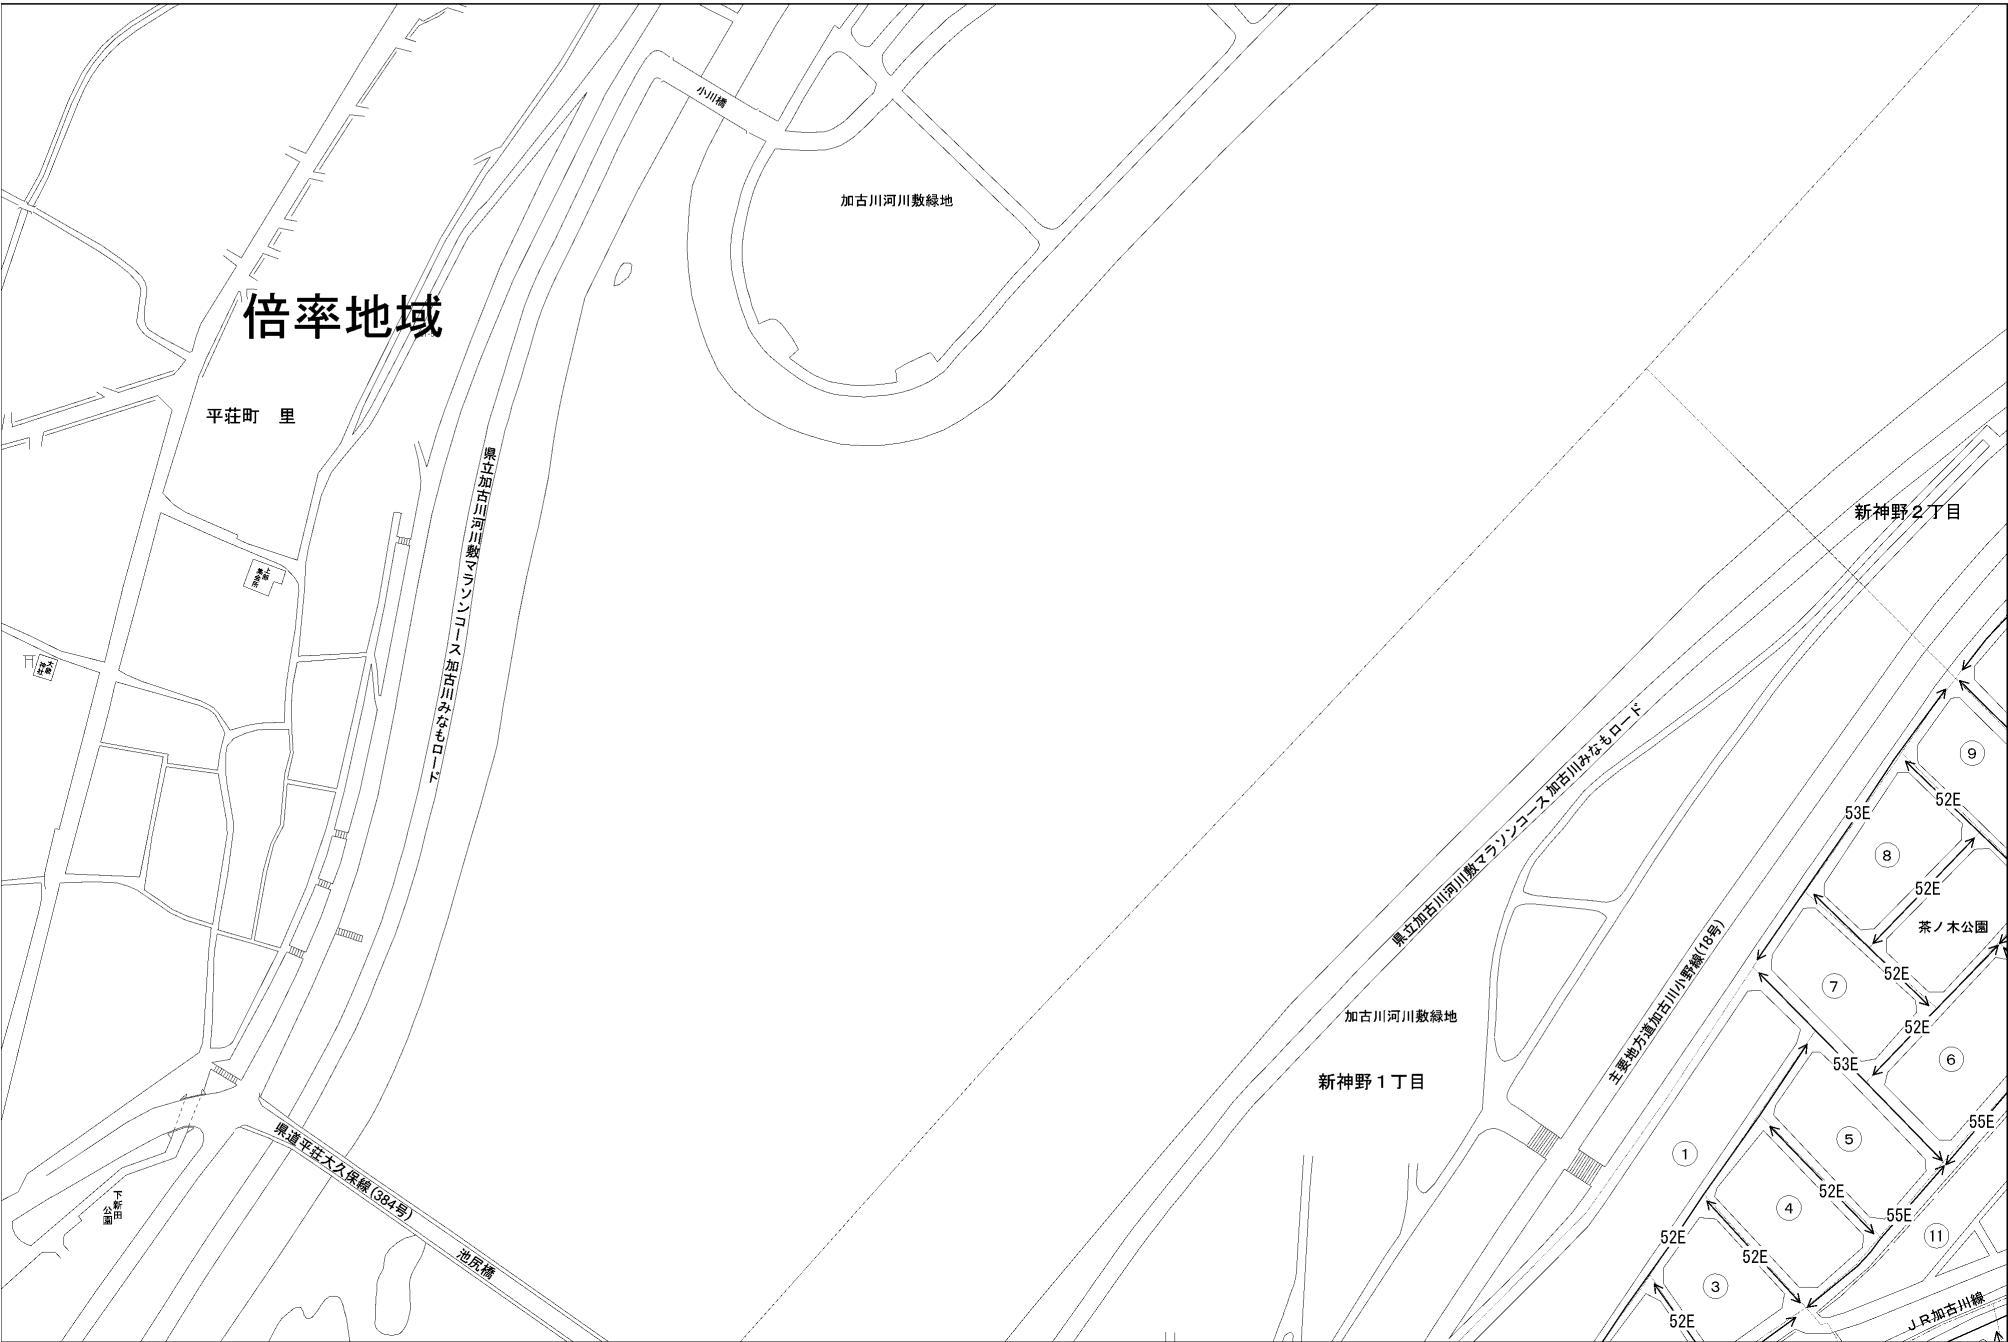 小川橋
加古川河川敷緑地
倍率地域
平荘町 里
県立加古川河川敷マラソンコース 加古川みなもロード
新神野2丁目
上部
集会所
神社
9
52E
53E
8
52E
茶ノ木公園
県立加古川河川敷マラソンコース 加古川みなもロード
主要地方道加古川小野線(18号)
52E
7
52E
加古川河川敷緑地
53E
6
新神野1丁目
55E
5
1
県道平荘大久保線(384号)
下新田
公園
52E
4
55E
52E
11
52E
池尻橋
3
52E
JR加古川線